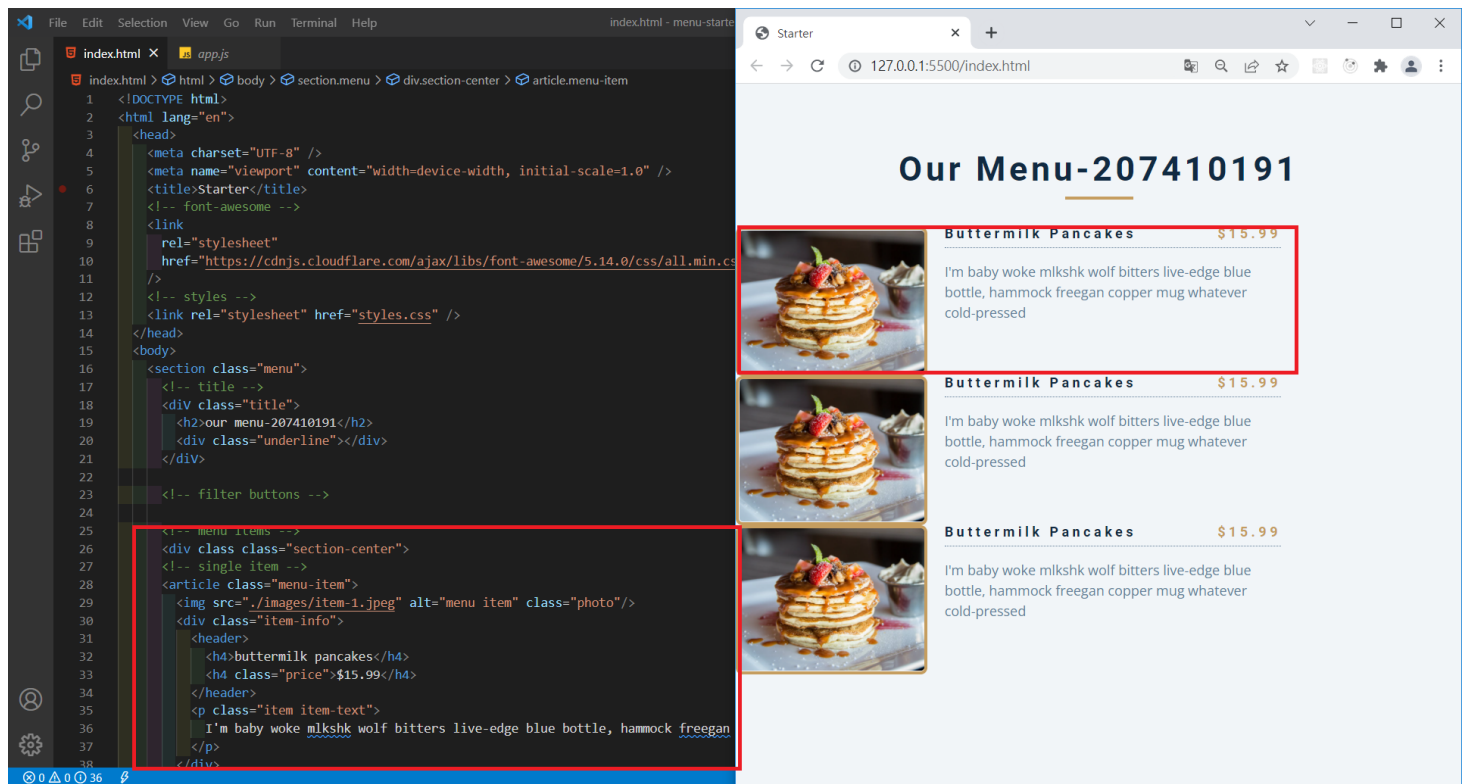 File Edit Selection View Go Run Terminal Help index.html - menu-starte
index.html app.js
index.html > html > body > section.menu > div.section-center > article.menu-item
1 <!DOCTYPE html>
2 <html lang="en">
3 <head>
4 <meta charset="UTF-8" />
5 <meta name="viewport" content="width=device-width, initial-scale=1.0" />
6 <title>Starter</title>
7 <!-- font-awesome -->
8 <link
9 rel="stylesheet"
10 href="https://cdnjs.cloudflare.com/ajax/libs/font-awesome/5.14.0/css/all.min.cs
11 />
12 <!-- styles -->
13 <link rel="stylesheet" href="styles.css" />
14 </head>
15 <body>
16 <section class="menu">
17 <!-- title -->
18 <diV class="title">
19 <h2>our menu-207410191</h2>
20 <div class="underline"></div>
21 </diV>
22
23 <!-- filter buttons -->
24
25 <!-- menu items -->
26 <div class class="section-center">
27 <!-- single item -->
28 <article class="menu-item">
29 <img src="./images/item-1.jpeg" alt="menu item" class="photo"/>
30 <div class="item-info">
31 <header>
32 <h4>buttermilk pancakes</h4>
33 <h4 class="price">$15.99</h4>
34 </header>
35 <p class="item item-text">
36 I'm baby woke mlkshk wolf bitters live-edge blue bottle, hammock freegan
37 </p>
38 </div>
0 0 36
Starter
127.0.0.1:5500/index.html
Our Menu-207410191
Buttermilk Pancakes $15.99
I'm baby woke mlkshk wolf bitters live-edge blue
bottle, hammock freegan copper mug whatever
cold-pressed
Buttermilk Pancakes $15.99
I'm baby woke mlkshk wolf bitters live-edge blue
bottle, hammock freegan copper mug whatever
cold-pressed
Buttermilk Pancakes $15.99
I'm baby woke mlkshk wolf bitters live-edge blue
bottle, hammock freegan copper mug whatever
cold-pressed